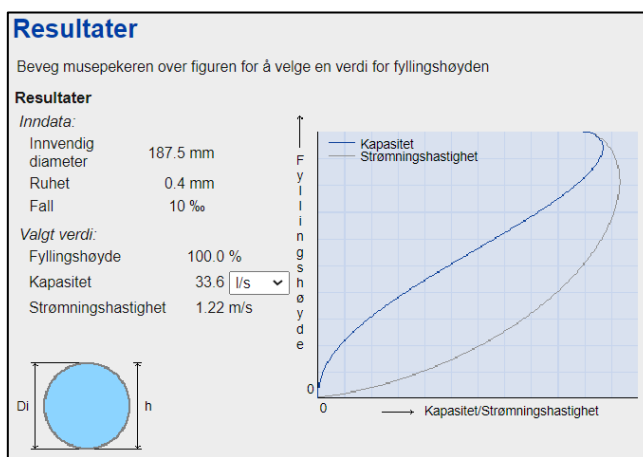 Resultater
Beveg musepekeren over figuren for å velge en verdi for fyllingshøyden
Resultater
Inndata:
Innvendig diameter 187.5 mm
Ruhet 0.4 mm
Fall 10 ‰
Valgt verdi:
Fyllingshøyde 100.0 %
Kapasitet 33.6 l/s
Strømningshastighet 1.22 m/s
Di h
Fyllingshøyde
Kapasitet
Strømningshastighet
0
0
Kapasitet/Strømningshastighet